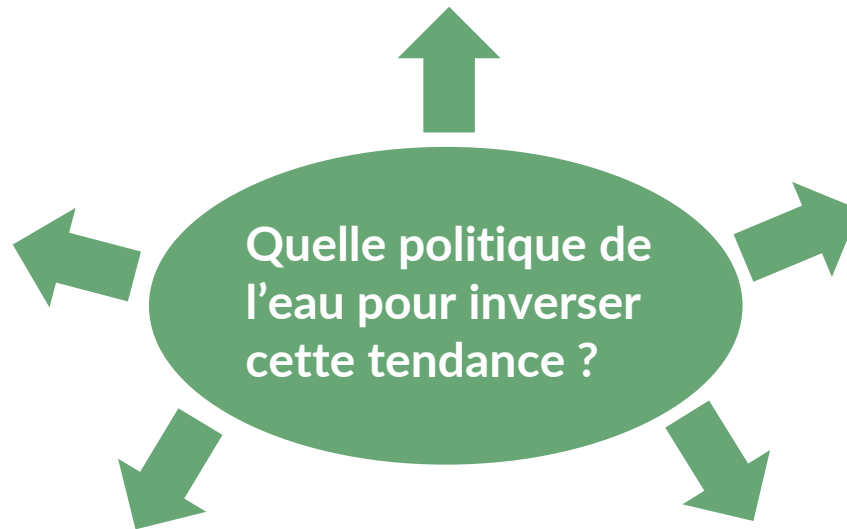 Quelle politique de
l’eau pour inverser
cette tendance ?